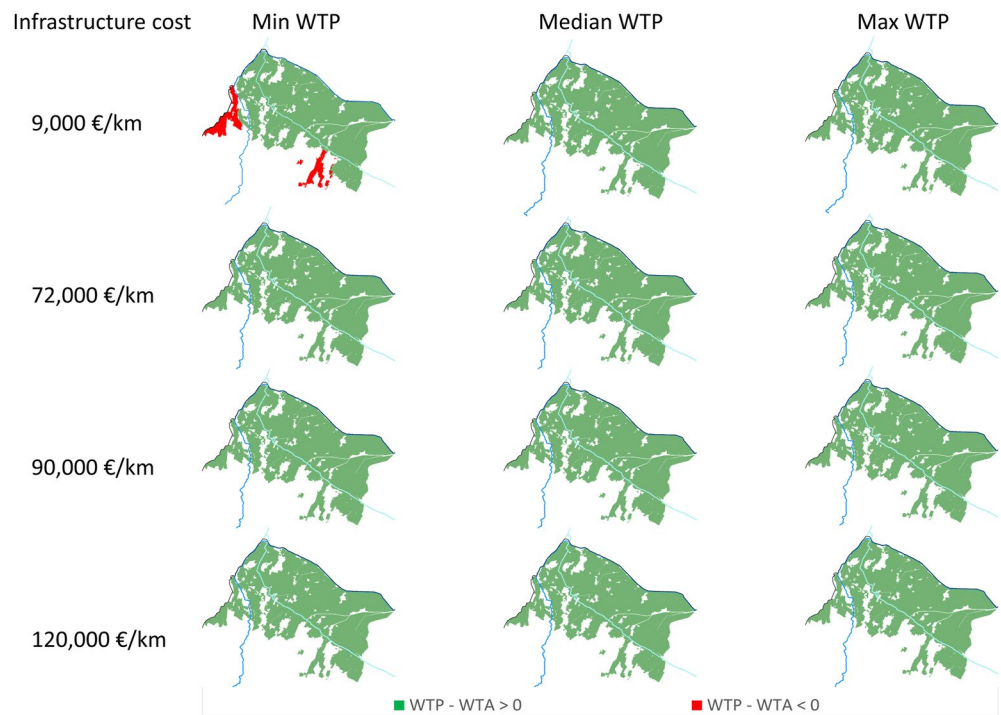 Infrastructure cost Min WTP Median WTP Max WTP
9,000 €/km
72,000 €/km
90,000 €/km
120,000 €/km
WTP - WTA > 0 WTP - WTA < 0